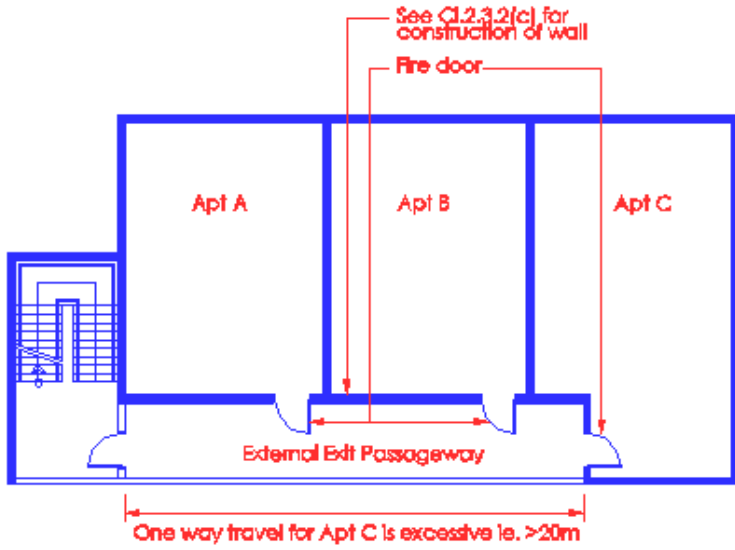 See Cl.2.3.2(c) for
construction of wall
Fire door
Apt A
Apt B
Apt C
External Exit Passageway
One way travel for Apt C is excessive ie. >20m